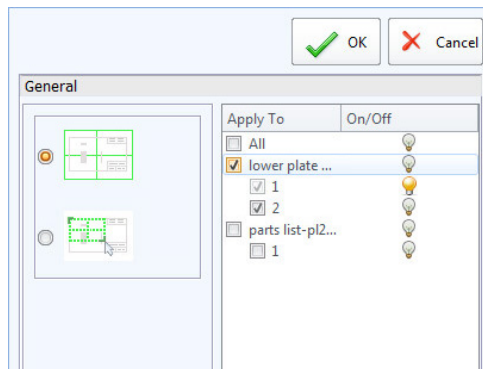 OK Cancel
General
Apply To On/Off
All
lower plate ...
1
2
parts list-pl2...
1